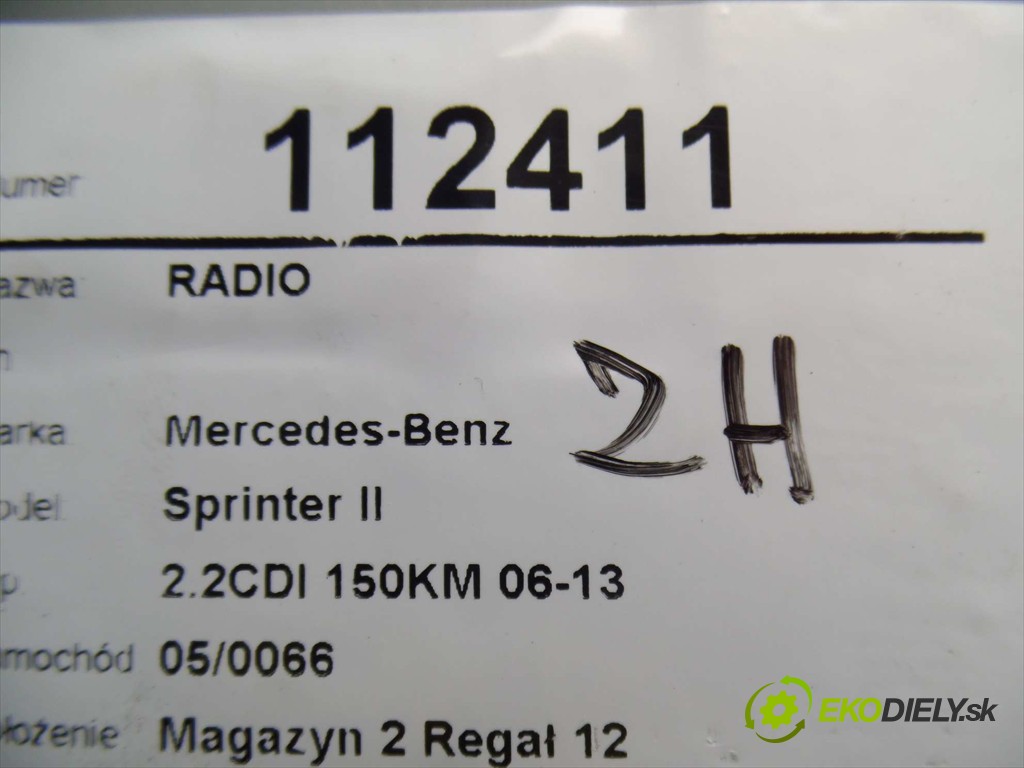 umer 112411
azwa: RADIO
n
arka: Mercedes-Benz
2H
odel: Sprinter II
p 2.2CDI 150KM 06-13
mochód 05/0066
łożenie Magazyn 2 Regał 12
EKODIELY.sk